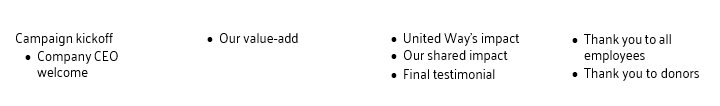 Campaign kickoff
• Company CEO
welcome
• Our value-add
• United Way's impact
• Our shared impact
• Final testimonial
• Thank you to all
employees
• Thank you to donors